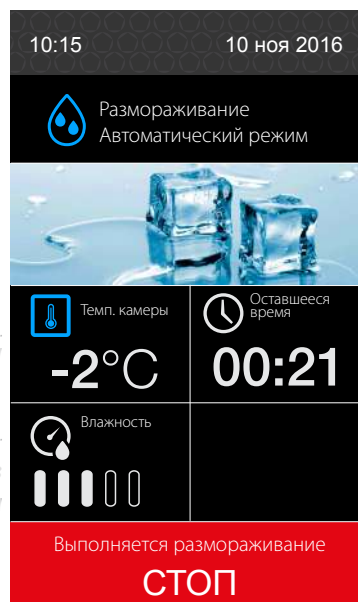 10:15 10 ноя 2016
Размораживание
Автоматический режим
Темп. камеры
-2°C
Оставшееся
время
00:21
Влажность
Выполняется размораживание
СТОП